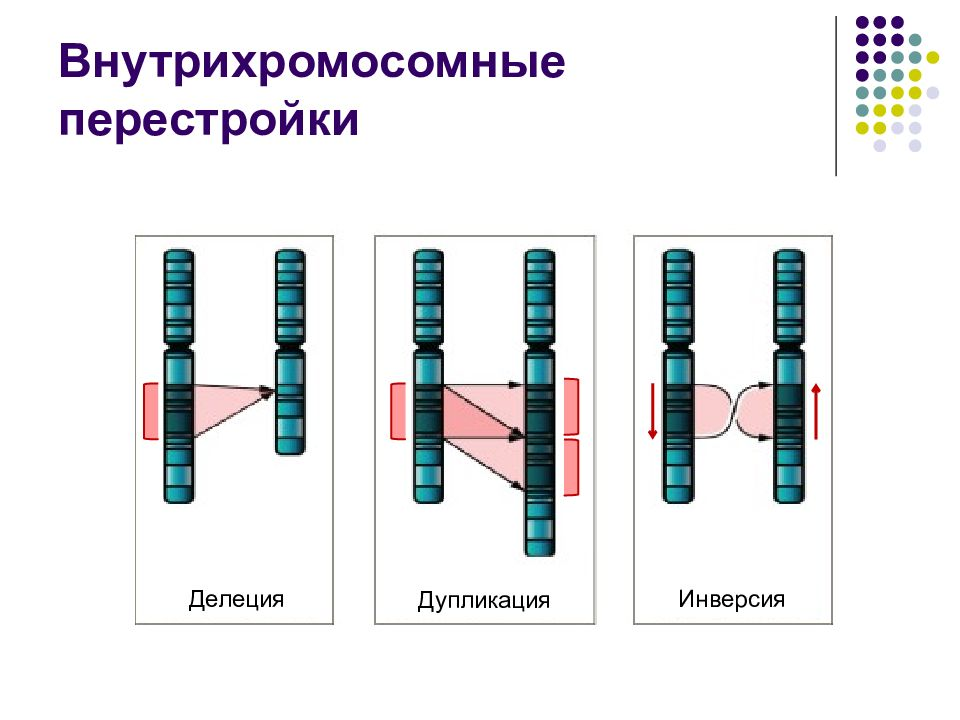 Внутрихромосомные
перестройки
Делеция
Дупликация
Инверсия